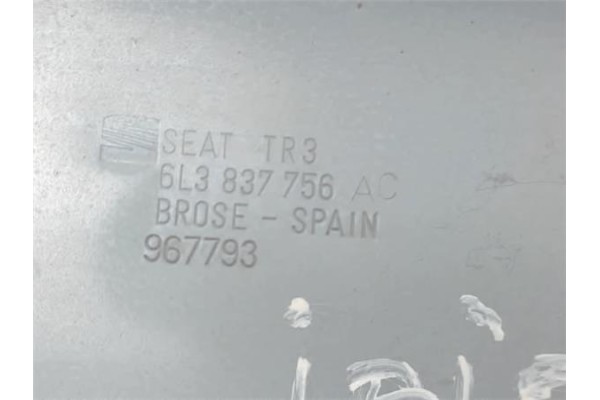 SEAT TR3
6L3 837 756 AC
BROSE - SPAIN
967793